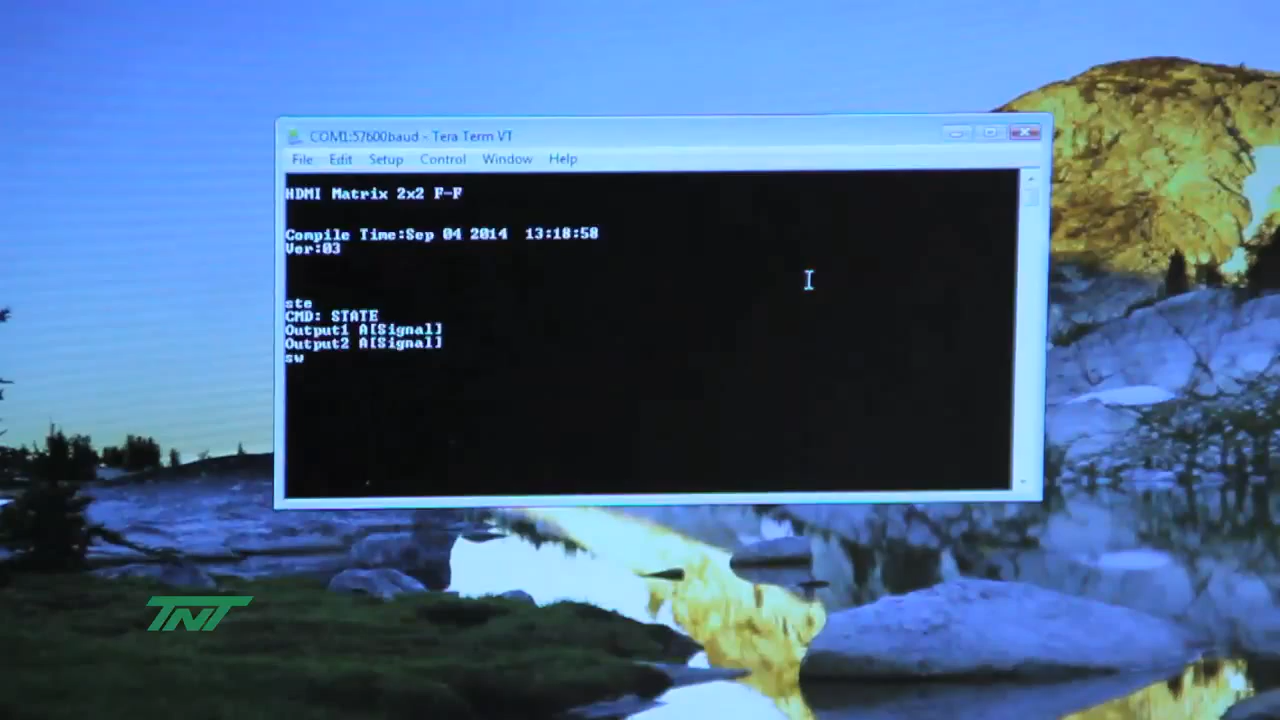 COM1:57600baud - Tera Term VT
File Edit Setup Control Window Help
HDMI Matrix 2x2 F-F
Compile Time:Sep 04 2014 13:18:58
Ver:03
ste
CMD: STATE
Output1 A[Signal]
Output2 A[Signal]
sw
TNT